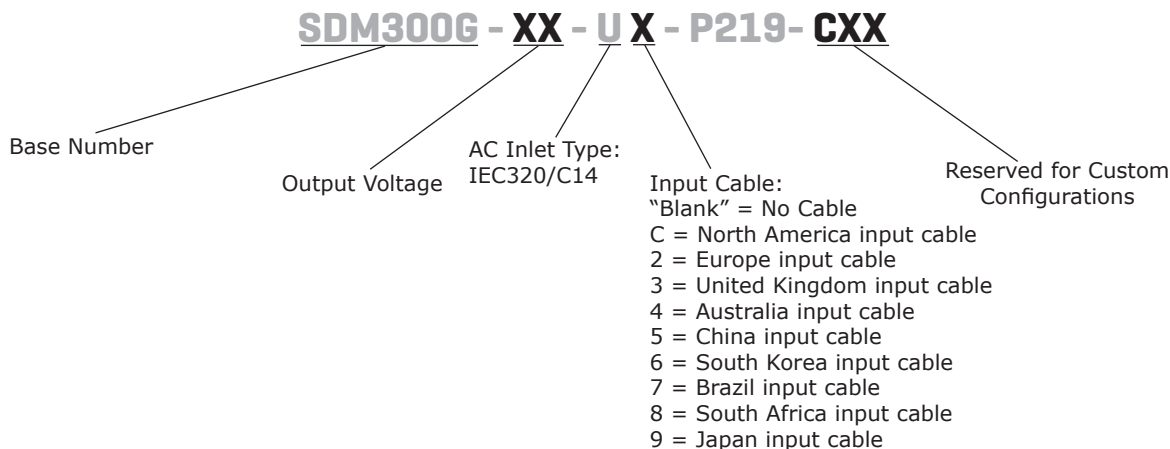 SDM300G - XX - U X - P219- CXX
Base Number
Output Voltage
AC Inlet Type:
IEC320/C14
Input Cable:
“Blank” = No Cable
C = North America input cable
2 = Europe input cable
3 = United Kingdom input cable
4 = Australia input cable
5 = China input cable
6 = South Korea input cable
7 = Brazil input cable
8 = South Africa input cable
9 = Japan input cable
Reserved for Custom
Configurations